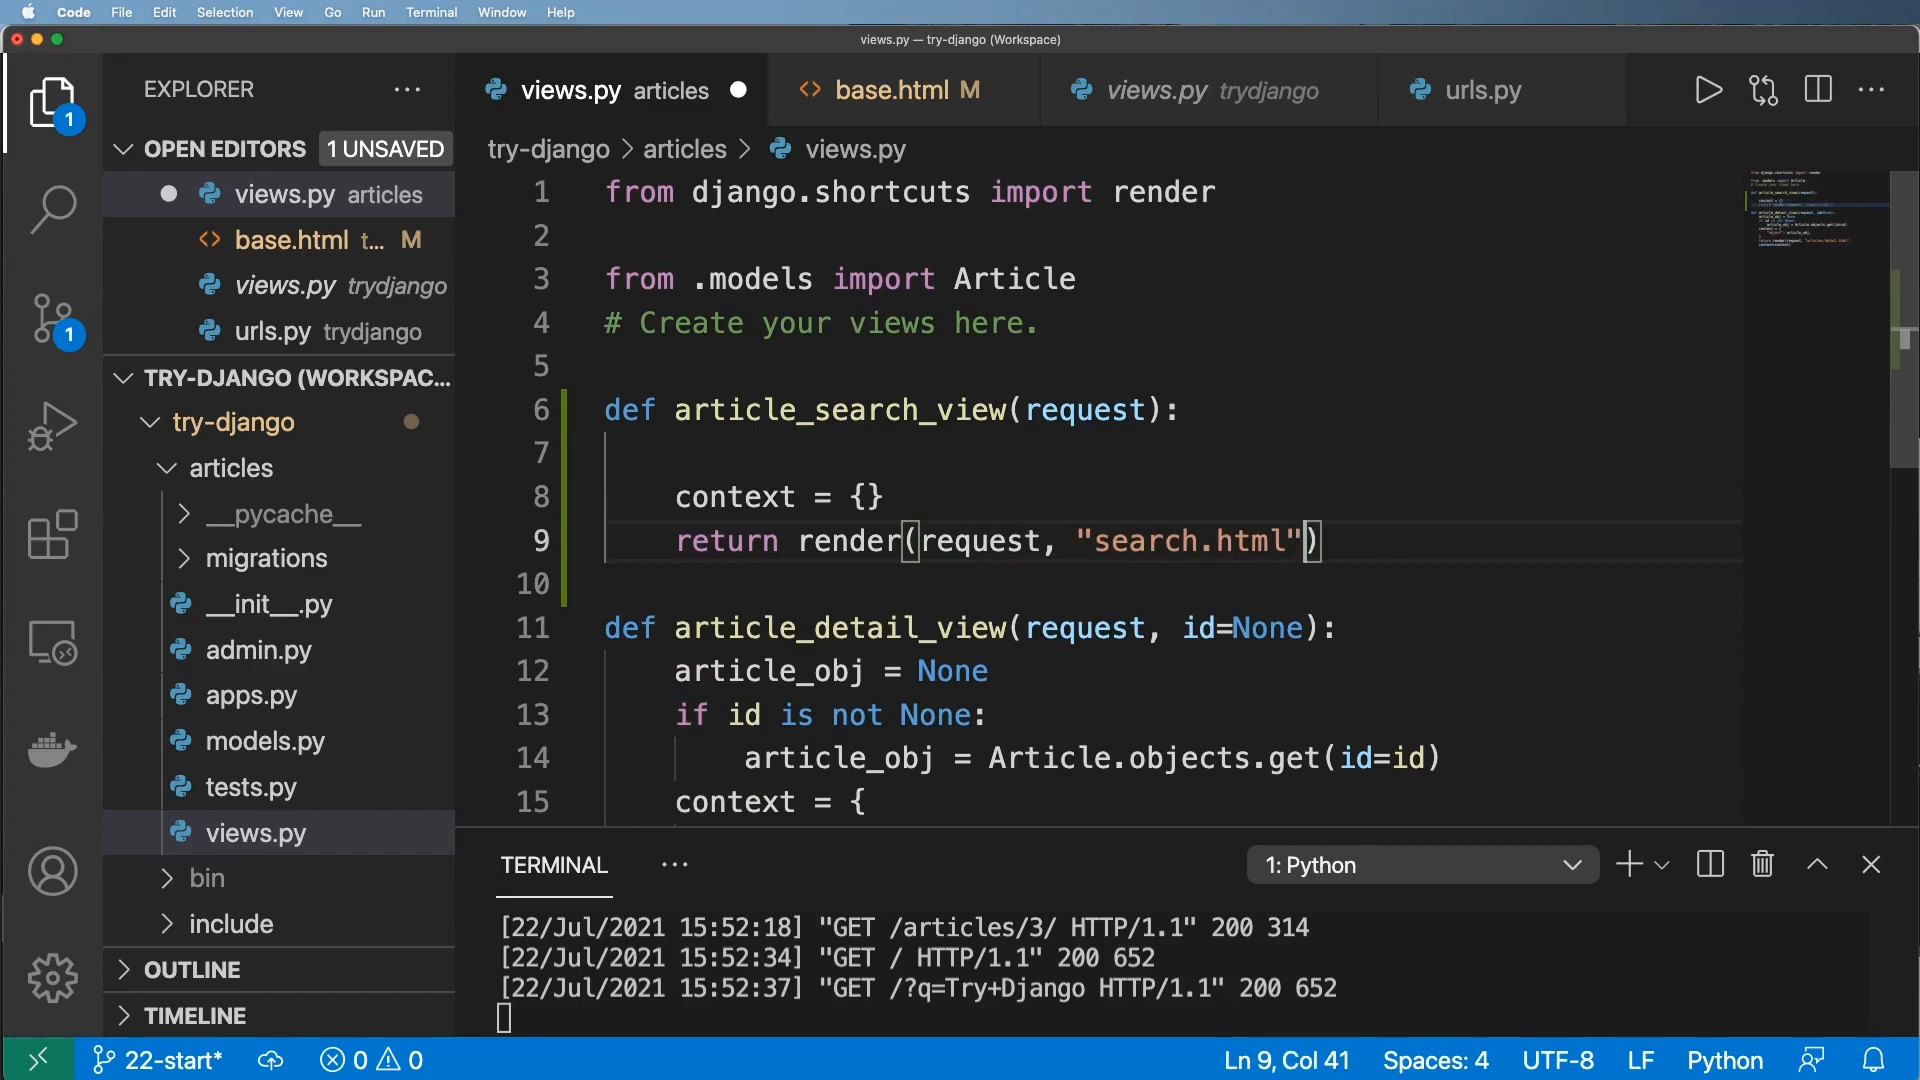 Code File Edit Selection View Go Run Terminal Window Help
views.py — try-django (Workspace)
EXPLORER
views.py articles
base.html M
views.py trydjango
urls.py
1
OPEN EDITORS 1 UNSAVED
try-django > articles > views.py
views.py articles
base.html t... M
views.py trydjango
urls.py trydjango
1
TRY-DJANGO (WORKSPAC...
try-django
articles
__pycache__
migrations
__init__.py
admin.py
apps.py
models.py
tests.py
views.py
bin
include
OUTLINE
TIMELINE
1 from django.shortcuts import render
2
3 from .models import Article
4 # Create your views here.
5
6 def article_search_view(request):
7
8 context = {}
9 return render(request, "search.html")
10
11 def article_detail_view(request, id=None):
12 article_obj = None
13 if id is not None:
14 article_obj = Article.objects.get(id=id)
15 context = {
TERMINAL
1: Python
[22/Jul/2021 15:52:18] "GET /articles/3/ HTTP/1.1" 200 314
[22/Jul/2021 15:52:34] "GET / HTTP/1.1" 200 652
[22/Jul/2021 15:52:37] "GET /?q=Try+Django HTTP/1.1" 200 652
22-start* 0 0 Ln 9, Col 41 Spaces: 4 UTF-8 LF Python